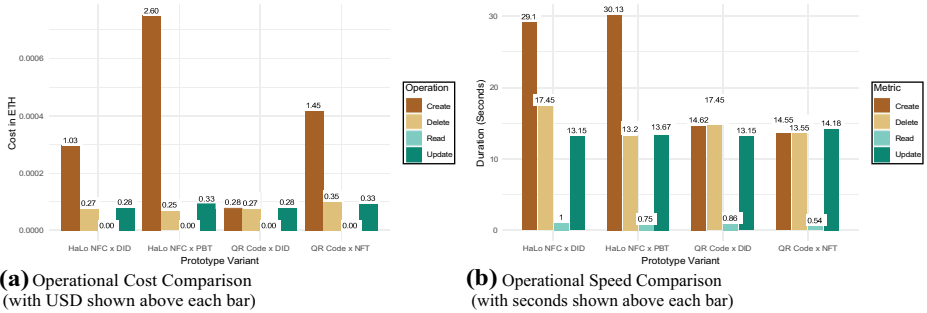 2.60
0.0006
Cost in ETH
0.0004
0.0002
0.0000
1.03
0.27
0.00
0.28
0.25
0.00
0.33
0.28
0.27
0.00
0.28
1.45
0.35
0.00
0.33
HaLo NFC x DID
HaLo NFC x PBT
QR Code x DID
QR Code x NFT
Prototype Variant
Operation
Create
Delete
Read
Update
(a) Operational Cost Comparison
(with USD shown above each bar)
30
20
10
0
Duration (Seconds)
29.1
17.45
1
13.15
30.13
13.2
0.75
13.67
14.62
17.45
0.86
13.15
14.55
13.55
0.54
14.18
HaLo NFC x DID
HaLo NFC x PBT
QR Code x DID
QR Code x NFT
Prototype Variant
Metric
Create
Delete
Read
Update
(b) Operational Speed Comparison
(with seconds shown above each bar)